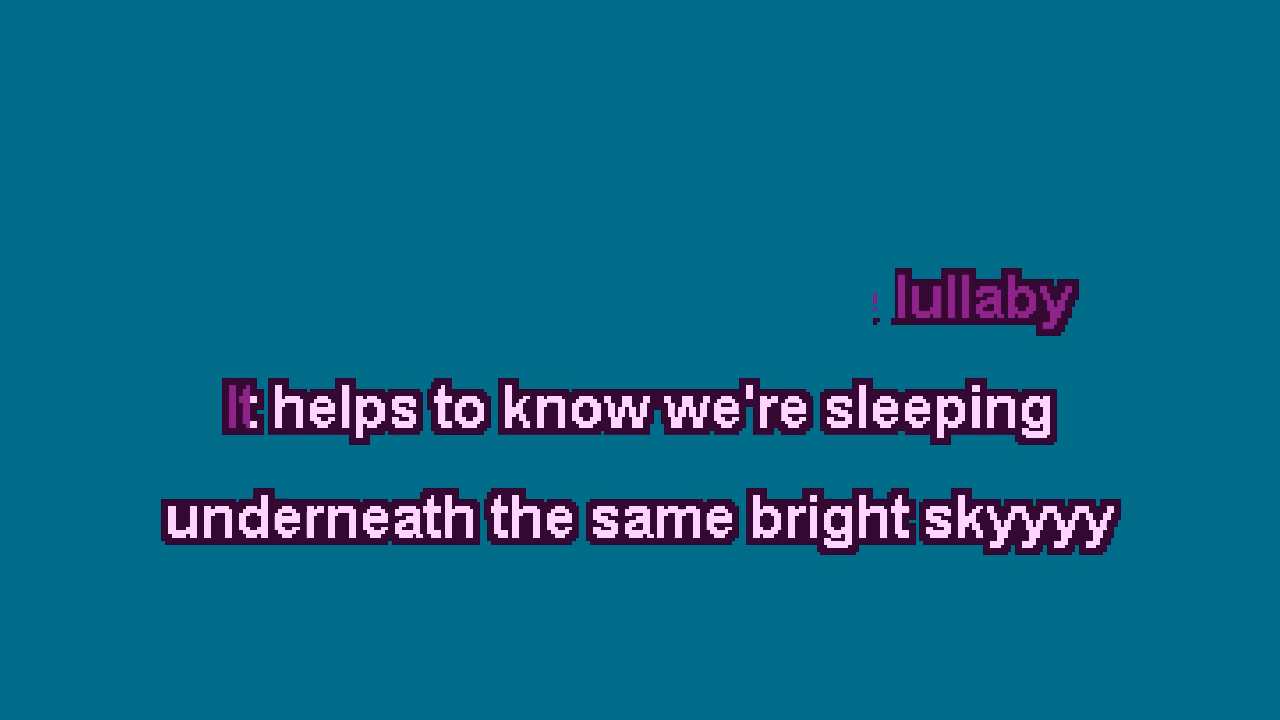 lullaby
It helps to know we're sleeping
underneath the same bright skyyyy